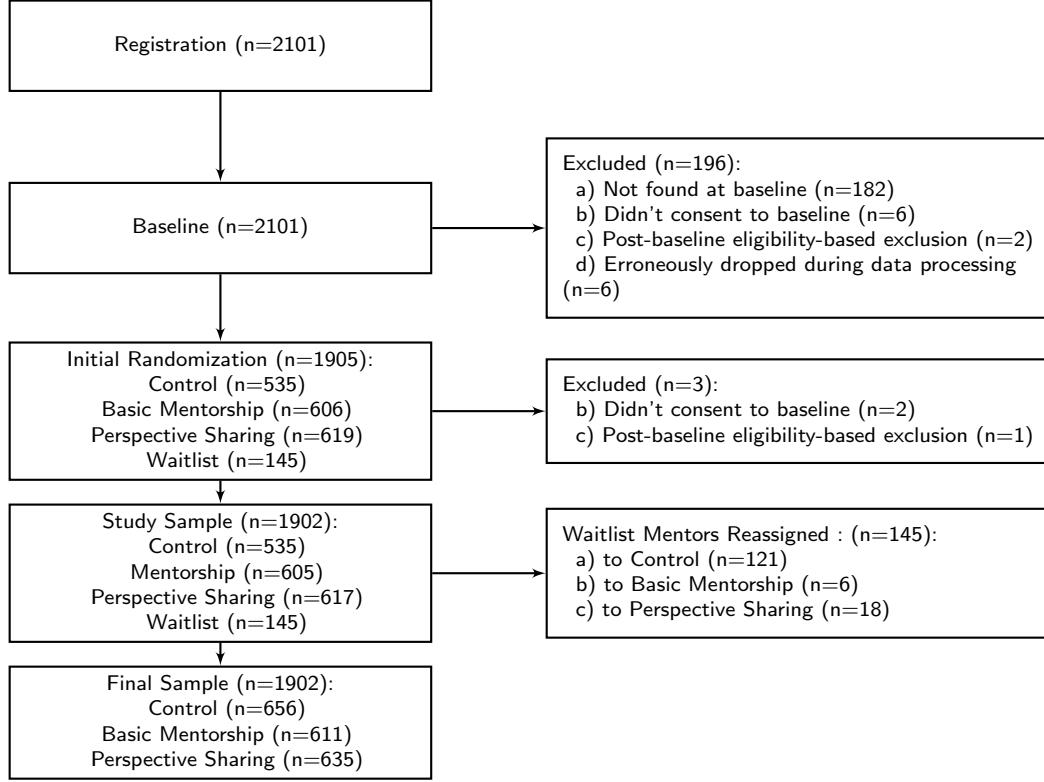 Registration (n=2101)
Baseline (n=2101)
Excluded (n=196):
a) Not found at baseline (n=182)
b) Didn't consent to baseline (n=6)
c) Post-baseline eligibility-based exclusion (n=2)
d) Erroneously dropped during data processing
(n=6)
Initial Randomization (n=1905):
Control (n=535)
Basic Mentorship (n=606)
Perspective Sharing (n=619)
Waitlist (n=145)
Excluded (n=3):
b) Didn't consent to baseline (n=2)
c) Post-baseline eligibility-based exclusion (n=1)
Study Sample (n=1902):
Control (n=535)
Mentorship (n=605)
Perspective Sharing (n=617)
Waitlist (n=145)
Waitlist Mentors Reassigned : (n=145):
a) to Control (n=121)
b) to Basic Mentorship (n=6)
c) to Perspective Sharing (n=18)
Final Sample (n=1902):
Control (n=656)
Basic Mentorship (n=611)
Perspective Sharing (n=635)